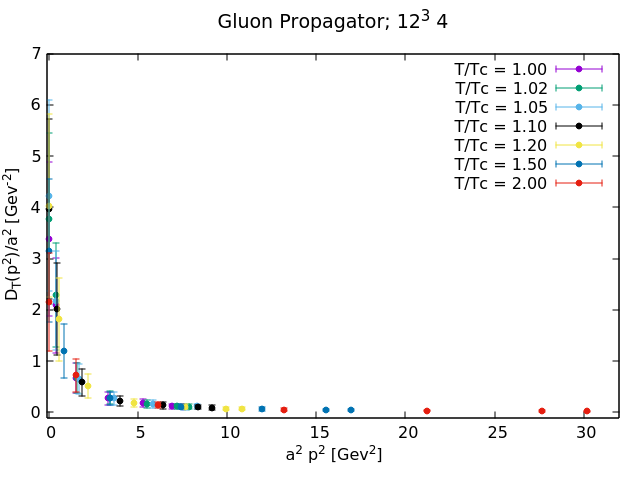 Gluon Propagator; 12³ 4
T/Tc = 1.00
T/Tc = 1.02
T/Tc = 1.05
T/Tc = 1.10
T/Tc = 1.20
T/Tc = 1.50
T/Tc = 2.00
7
6
5
4
3
2
1
0
D_T(p²)/a² [Gev⁻²]
0 5 10 15 20 25 30
a² p² [Gev²]